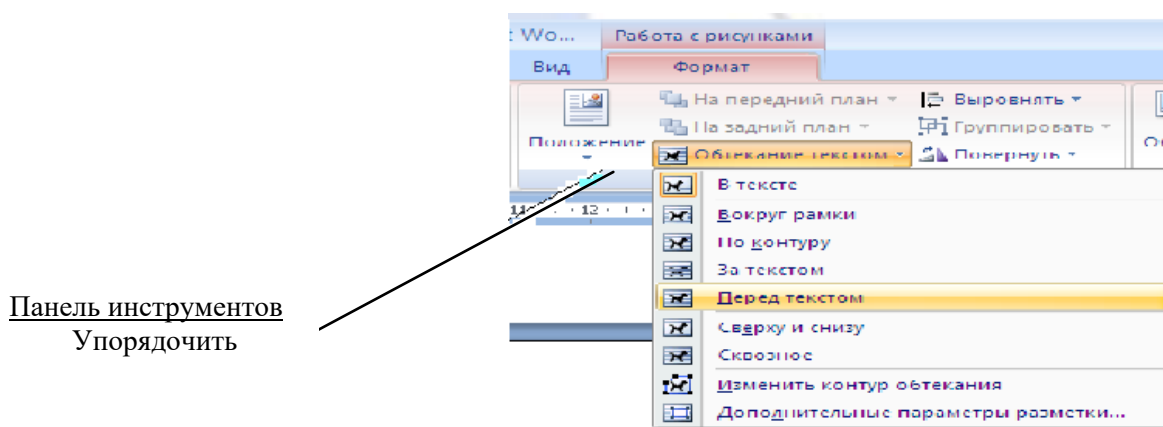 t Wo... Работа с рисунками
Вид Формат
На передний план Выровнять
На задний план Группировать
Положение
Обтекание текстом Повернуть
В тексте
11 12
Вокруг рамки
По контуру
За текстом
Перед текстом
Сверху и снизу
Сквозное
Изменить контур обтекания
Дополнительные параметры разметки...
Панель инструментов
Упорядочить